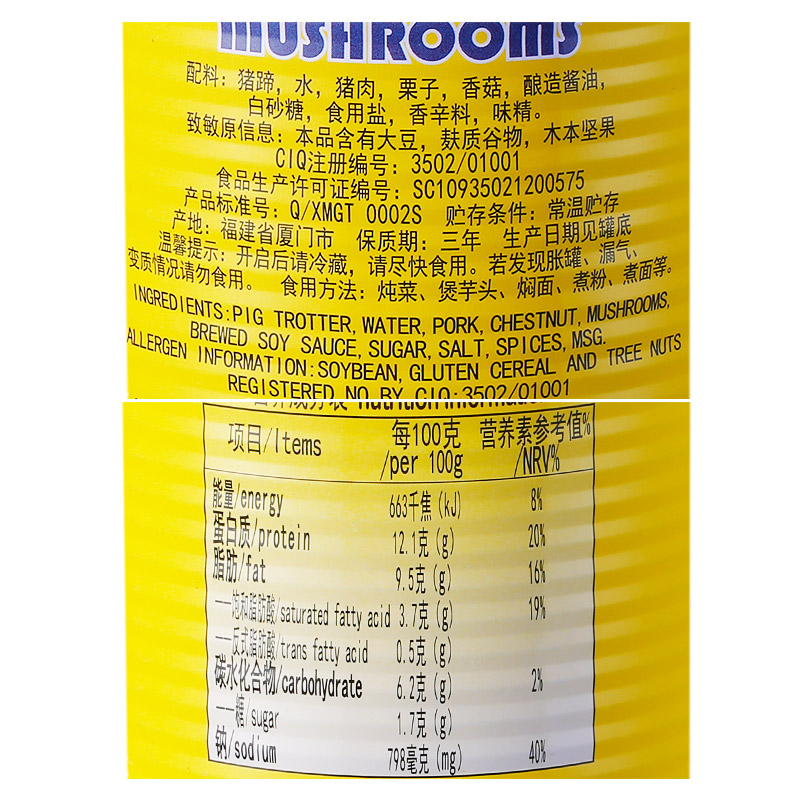 MUSHROOMS
配料：猪蹄，水，猪肉，栗子，香菇，酿造酱油，
白砂糖，食用盐，香辛料，味精。
致敏原信息：本品含有大豆，麸质谷物，木本坚果
CIQ注册编号：3502/01001
食品生产许可证编号：SC10935021200575
产品标准号：Q/XMGT 0002S 贮存条件：常温贮存
产地：福建省厦门市 保质期：三年 生产日期见罐底
温馨提示：开启后请冷藏，请尽快食用。若发现胀罐、漏气、
变质情况请勿食用。 食用方法：炖菜、煲芋头、焖面、煮粉、煮面等。
INGREDIENTS:PIG TROTTER,WATER,PORK,CHESTNUT,MUSHROOMS,
BREWED SOY SAUCE,SUGAR,SALT,SPICES,MSG.
ALLERGEN INFORMATION:SOYBEAN,GLUTEN CEREAL AND TREE NUTS
REGISTERED NO.BY CIQ:3502/01001
营养成分表 nutrition information
项目/Items 每100克/per 100g 营养素参考值%/NRV%
能量/energy 663千焦(kJ) 8%
蛋白质/protein 12.1克(g) 20%
脂肪/fat 9.5克(g) 16%
——饱和脂肪酸/saturated fatty acid 3.7克(g) 19%
——反式脂肪酸/trans fatty acid 0.5克(g)
碳水化合物/carbohydrate 6.2克(g) 2%
——糖/sugar 1.7克(g)
钠/sodium 798毫克(mg) 40%